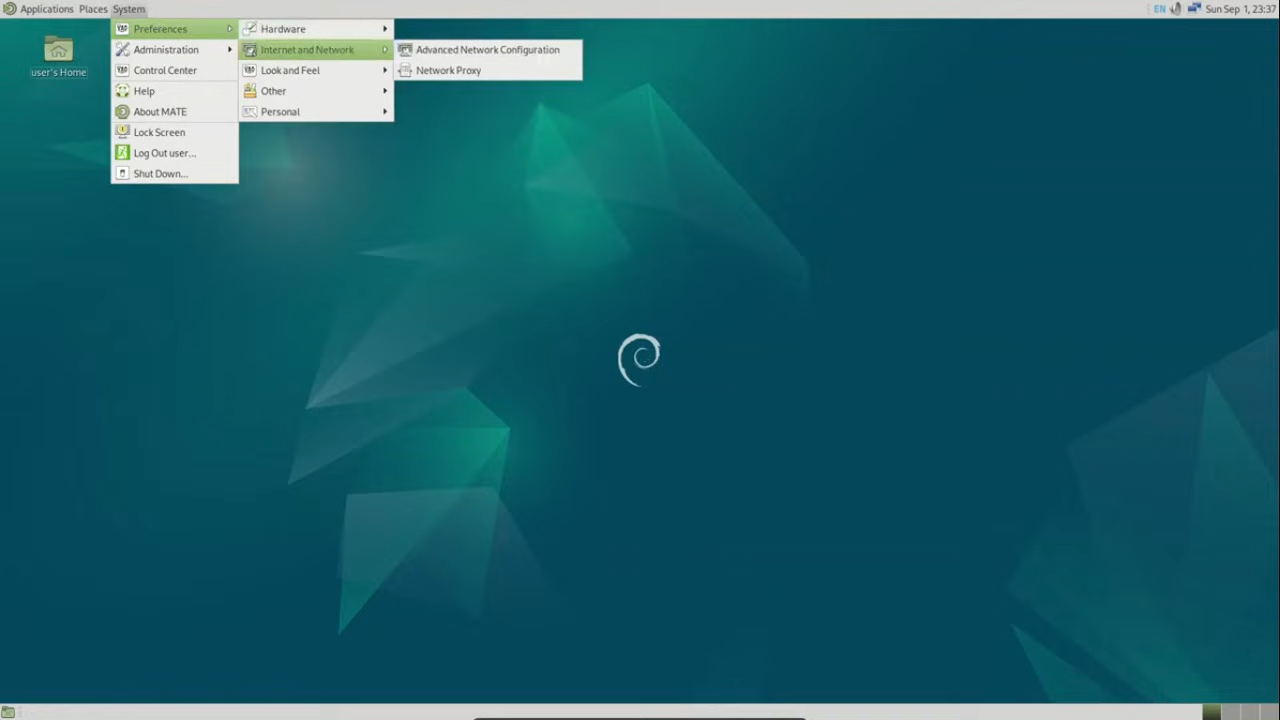 Applications Places System
EN Sun Sep 1, 23:37
Preferences
Administration
Control Center
Help
About MATE
Lock Screen
Log Out user...
Shut Down...
Hardware
Internet and Network
Look and Feel
Other
Personal
Advanced Network Configuration
Network Proxy
user's Home